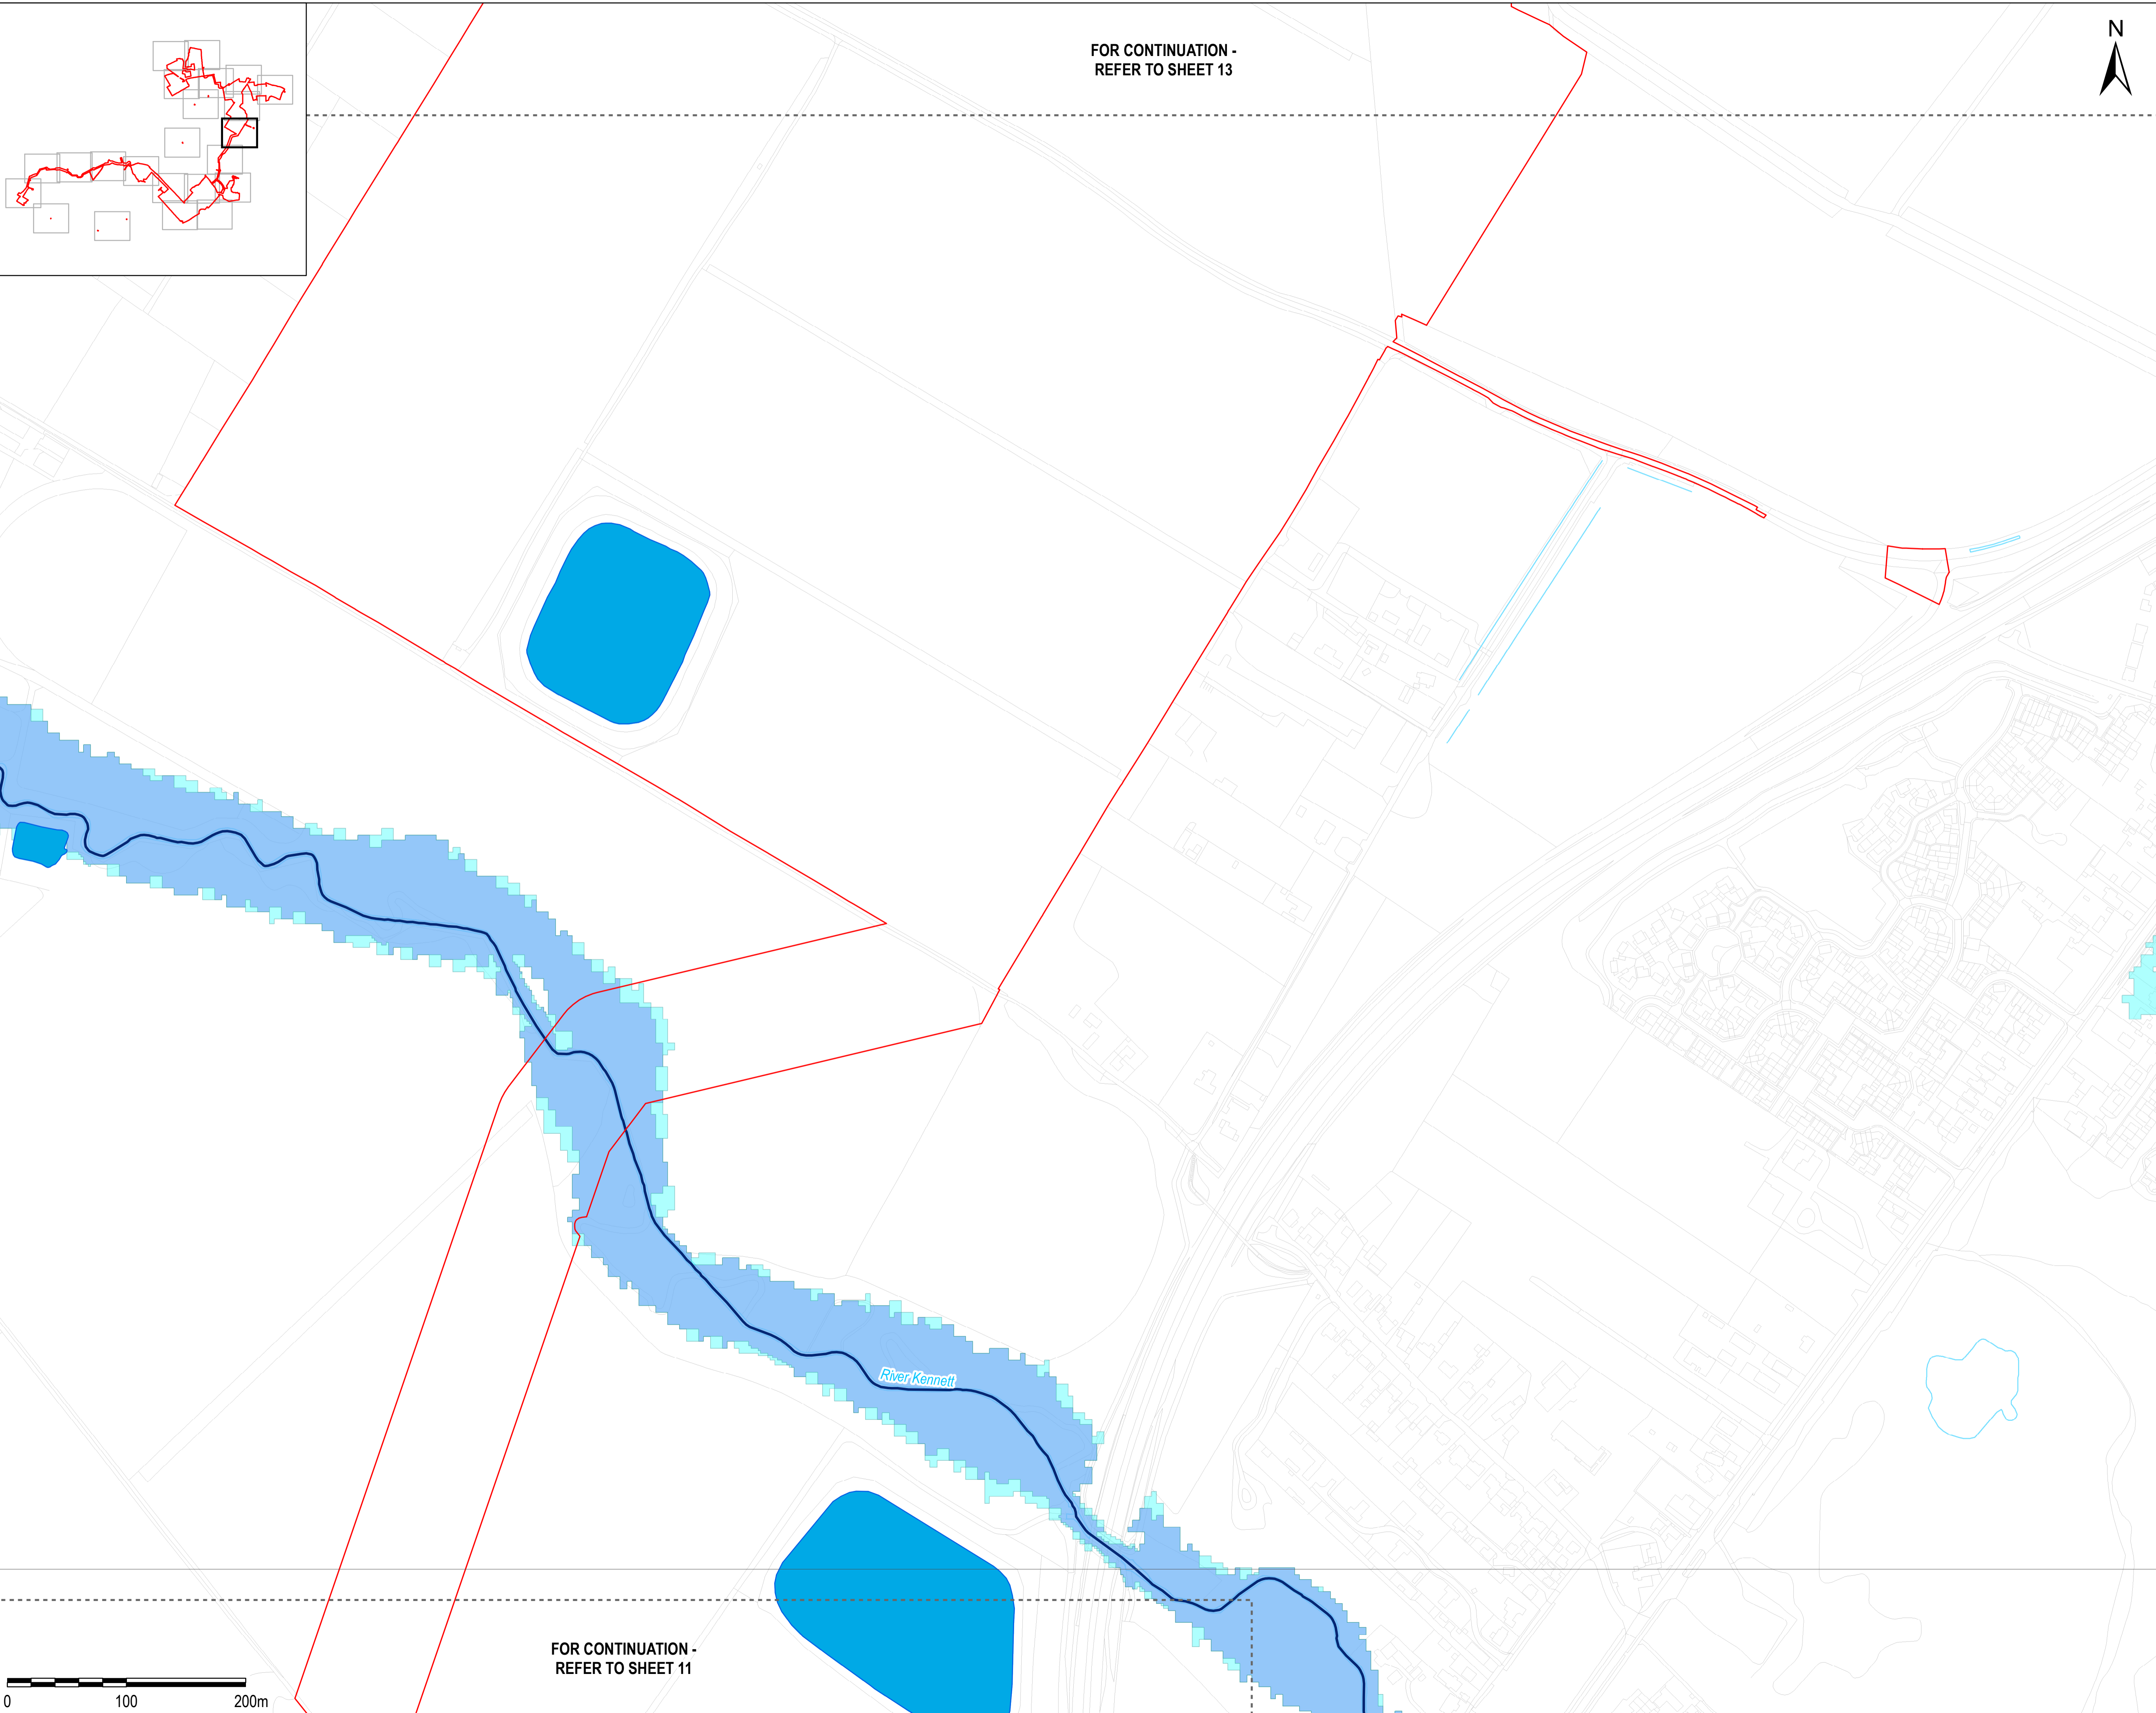 FOR CONTINUATION -
REFER TO SHEET 13
N
River Kennett
FOR CONTINUATION -
REFER TO SHEET 11
0 100 200m